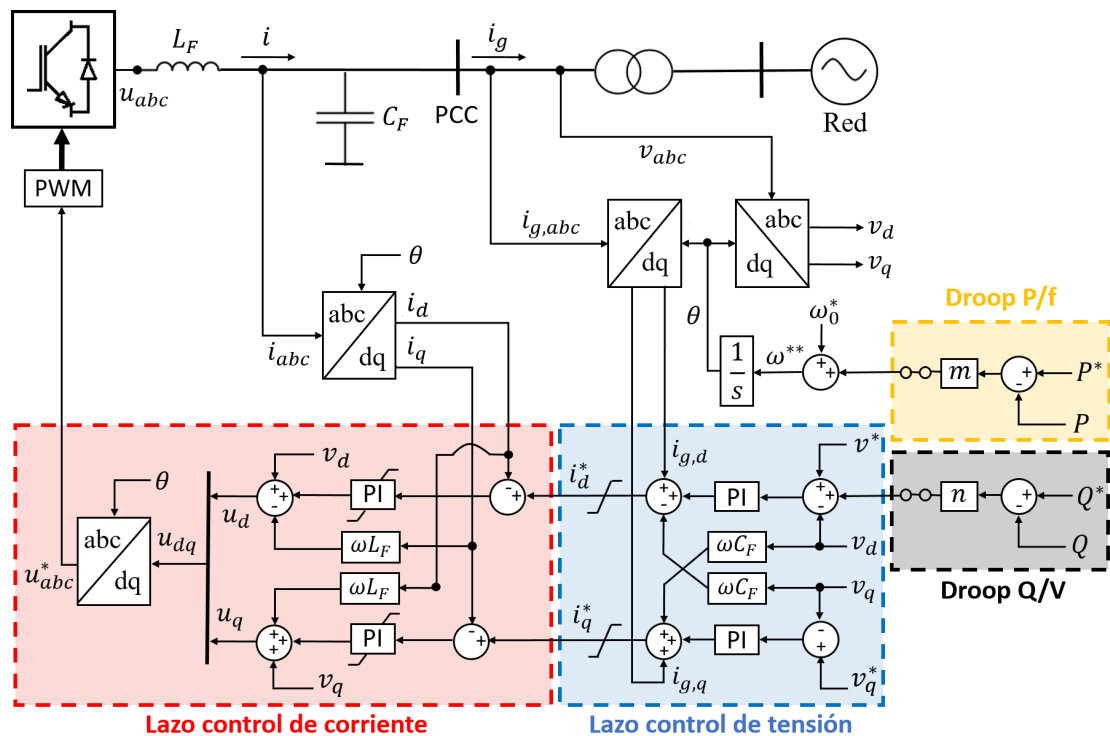 L_F
i
i_g
u_abc
C_F
PCC
Red
v_abc
PWM
i_g,abc
abc
dq
abc
dq
v_d
v_q
θ
Droop P/f
abc
dq
i_d
i_q
i_abc
θ
ω_0^*
1
s
ω^**
+
+
m
+
-
P^*
P
v_d
+
+
-
PI
-
+
i_d^*
i_g,d
+
+
-
PI
v^*
+
+
-
n
+
-
Q^*
Q
θ
u_d
abc
dq
u_dq
u_abc^*
ωL_F
ωC_F
v_d
ωL_F
ωC_F
v_q
Droop Q/V
u_q
+
+
+
PI
-
+
i_q^*
+
+
+
PI
-
+
v_q
i_g,q
v_q^*
Lazo control de corriente
Lazo control de tensión